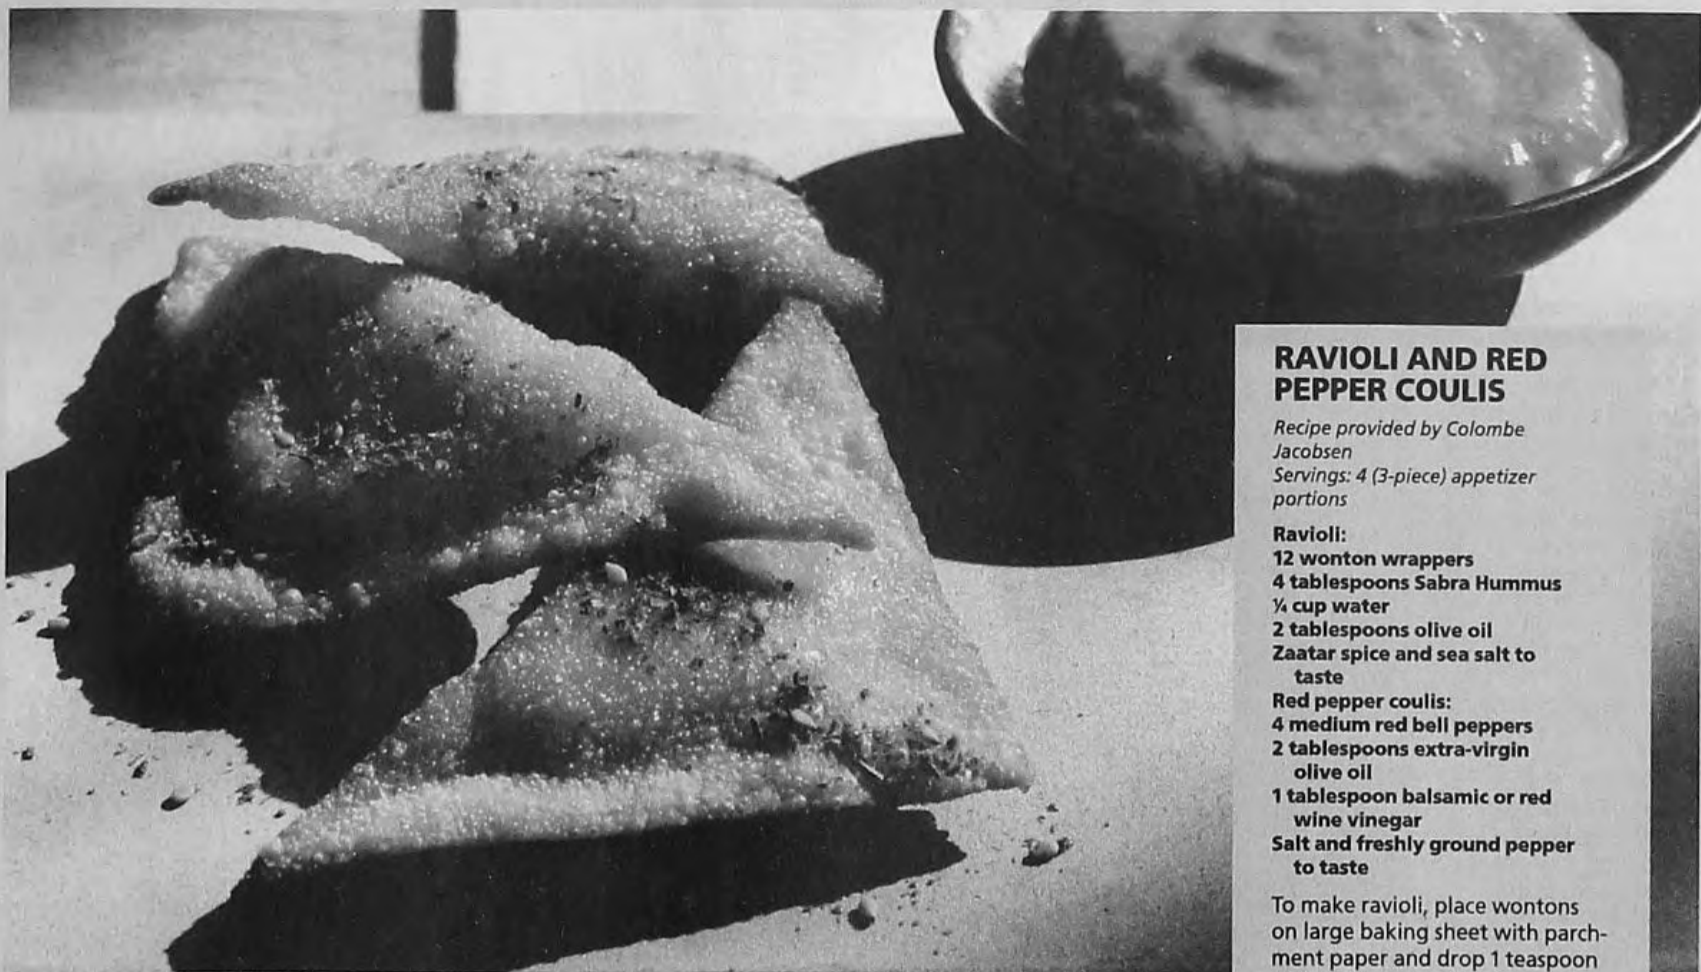 RAVIOLI AND RED
PEPPER COULIS
Recipe provided by Colombe
Jacobsen
Servings: 4 (3-piece) appetizer
portions
Ravioli:
12 wonton wrappers
4 tablespoons Sabra Hummus
¼ cup water
2 tablespoons olive oil
Zaatar spice and sea salt to
taste
Red pepper coulis:
4 medium red bell peppers
2 tablespoons extra-virgin
olive oil
1 tablespoon balsamic or red
wine vinegar
Salt and freshly ground pepper
to taste
To make ravioli, place wontons
on large baking sheet with parch-
ment paper and drop 1 teaspoon